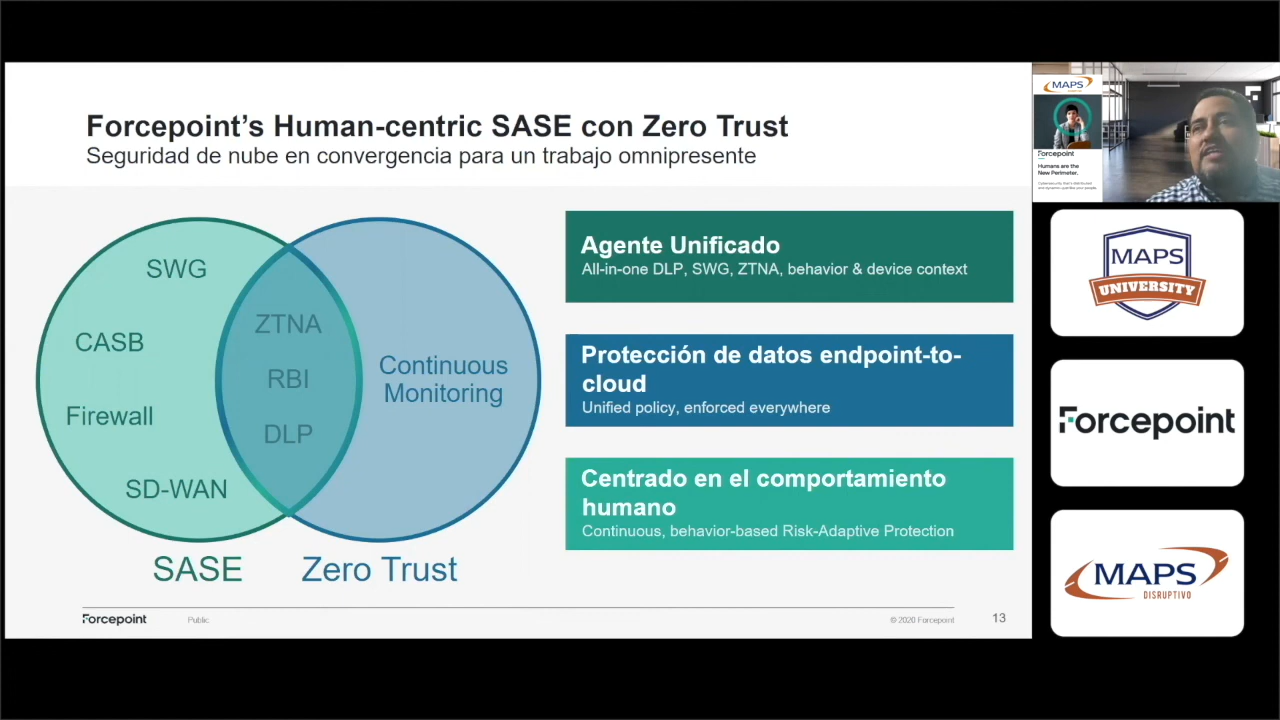 Forcepoint's Human-centric SASE con Zero Trust
Seguridad de nube en convergencia para un trabajo omnipresente
SWG
CASB
Firewall
SD-WAN
ZTNA
RBI
DLP
Continuous
Monitoring
SASE
Zero Trust
Agente Unificado
All-in-one DLP, SWG, ZTNA, behavior & device context
Protección de datos endpoint-to-
cloud
Unified policy, enforced everywhere
Centrado en el comportamiento
humano
Continuous, behavior-based Risk-Adaptive Protection
Forcepoint
Public
© 2020 Forcepoint
13
MAPS
Forcepoint
Humans are the
New Perimeter.
MAPS
UNIVERSITY
Forcepoint
MAPS
DISRUPTIVO